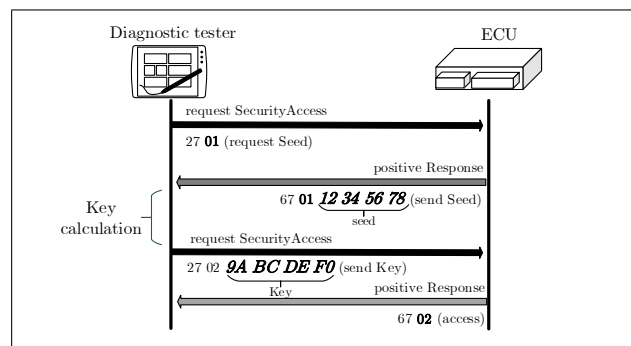 Diagnostic tester
ECU
request SecurityAccess
27 01 (request Seed)
positive Response
67 01 12 34 56 78 (send Seed)
seed
Key
calculation
request SecurityAccess
27 02 9A BC DE F0 (send Key)
Key
positive Response
67 02 (access)